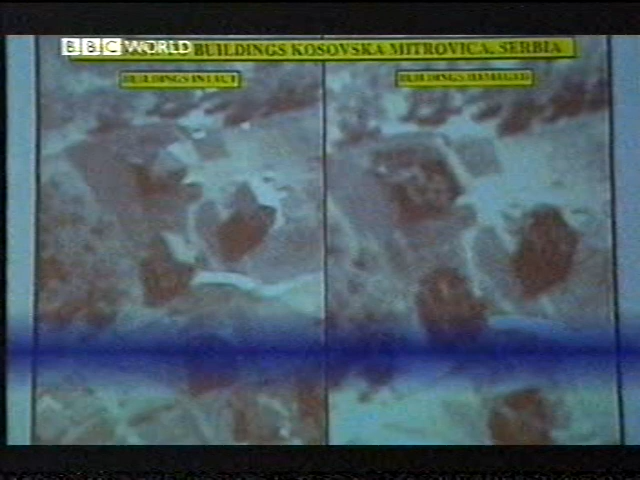 BBC WORLD
BUILDINGS KOSOVSKA MITROVICA, SERBIA
BUILDINGS INTACT
BUILDINGS DAMAGED